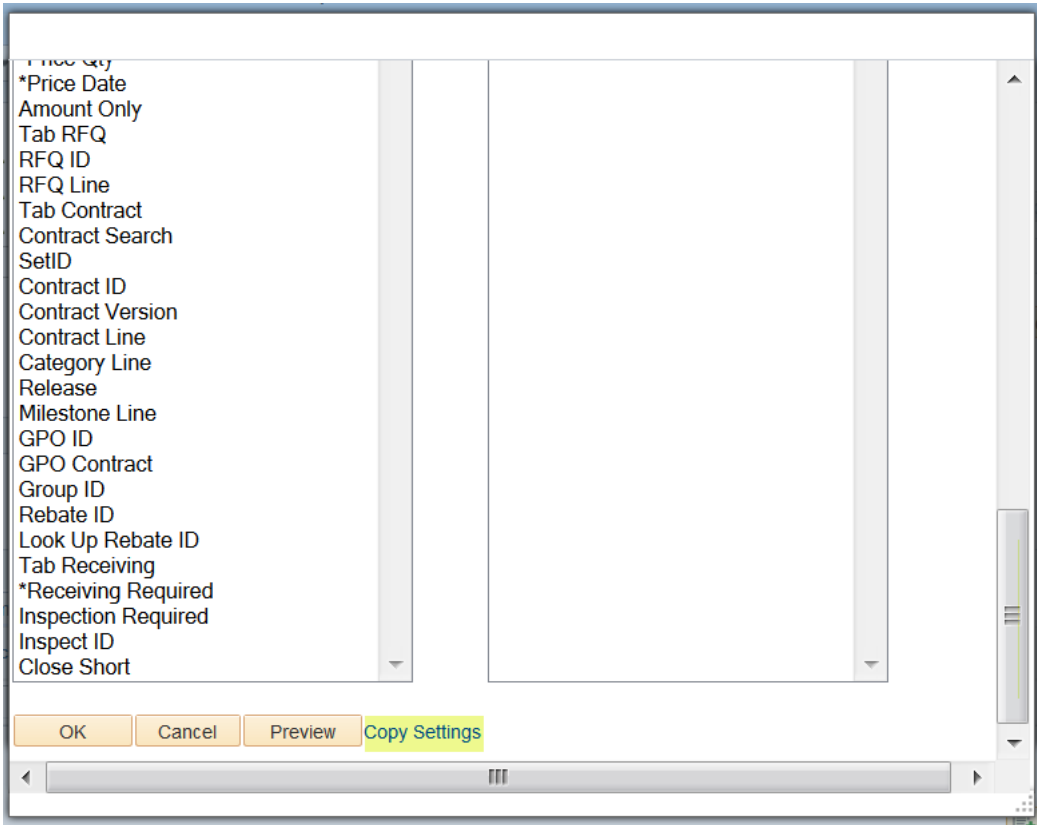 *Price Qty
*Price Date
Amount Only
Tab RFQ
RFQ ID
RFQ Line
Tab Contract
Contract Search
SetID
Contract ID
Contract Version
Contract Line
Category Line
Release
Milestone Line
GPO ID
GPO Contract
Group ID
Rebate ID
Look Up Rebate ID
Tab Receiving
*Receiving Required
Inspection Required
Inspect ID
Close Short
OK Cancel Preview Copy Settings